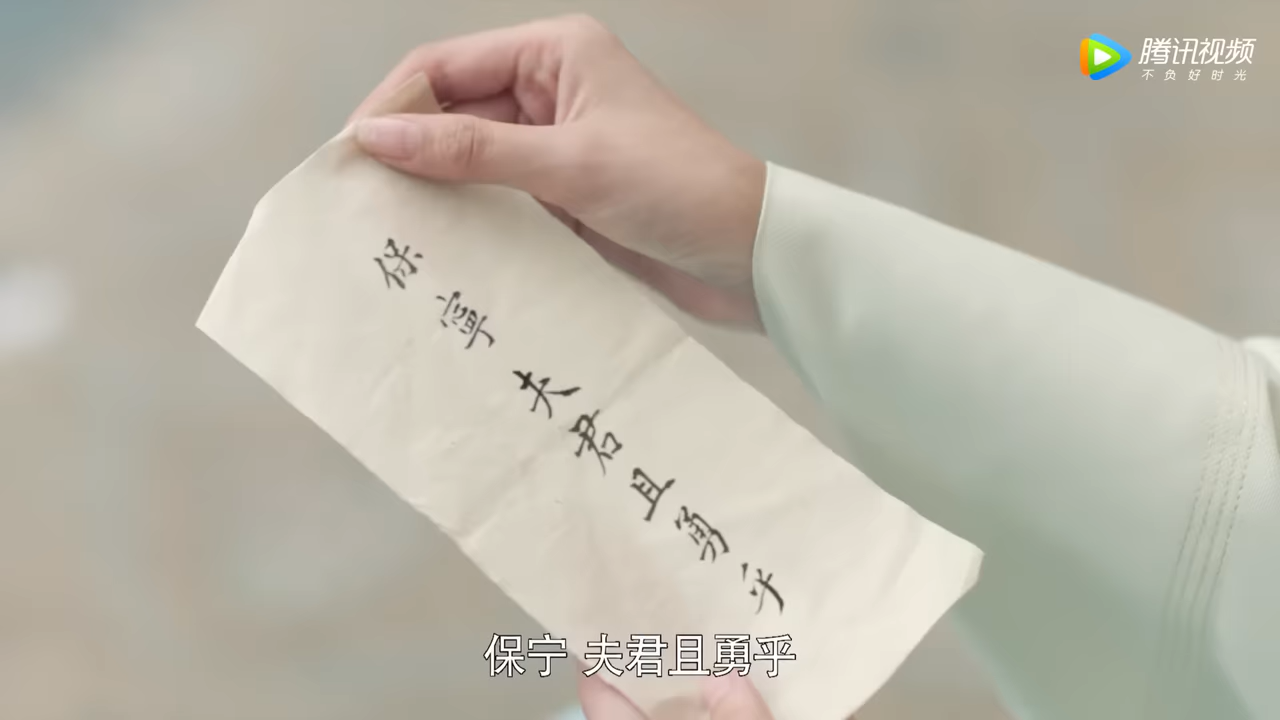 腾讯视频
不负好时光
保寧夫君且勇乎
保宁 夫君且勇乎